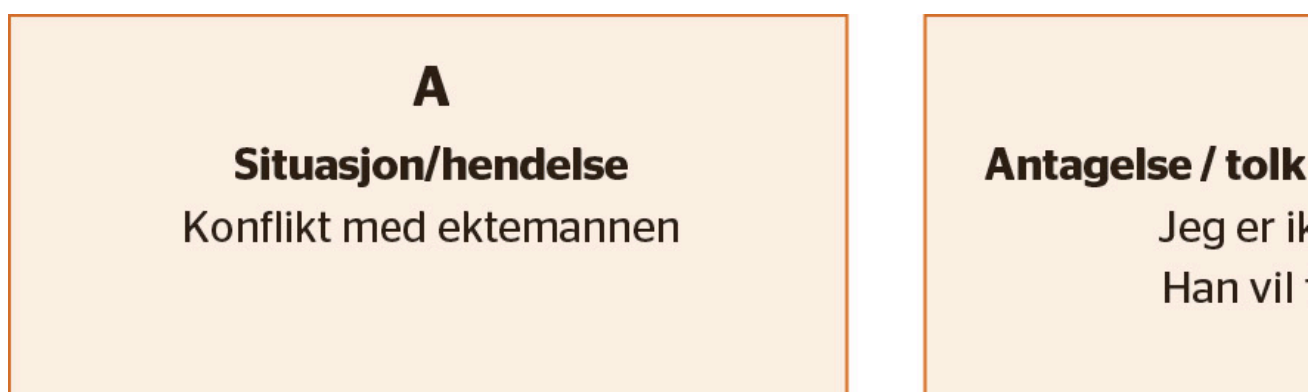 A
Situasjon/hendelse
Konflikt med ektemannen
Antagelse / tolk
Jeg er ik
Han vil